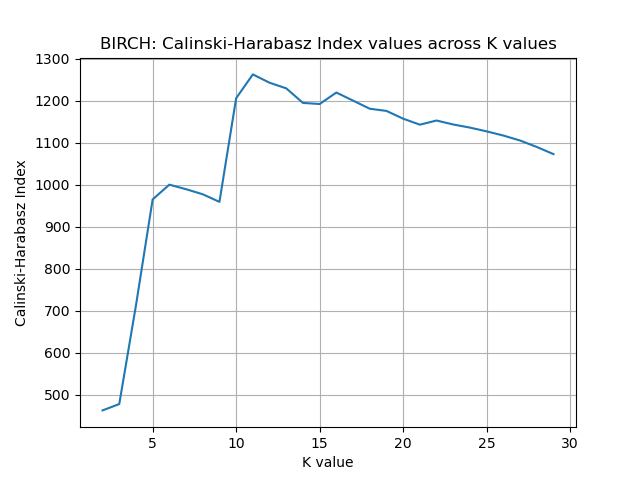 BIRCH: Calinski-Harabasz Index values across K values
1300
1200
1100
1000
900
800
700
600
500
Calinski-Harabasz Index
5 10 15 20 25 30
K value